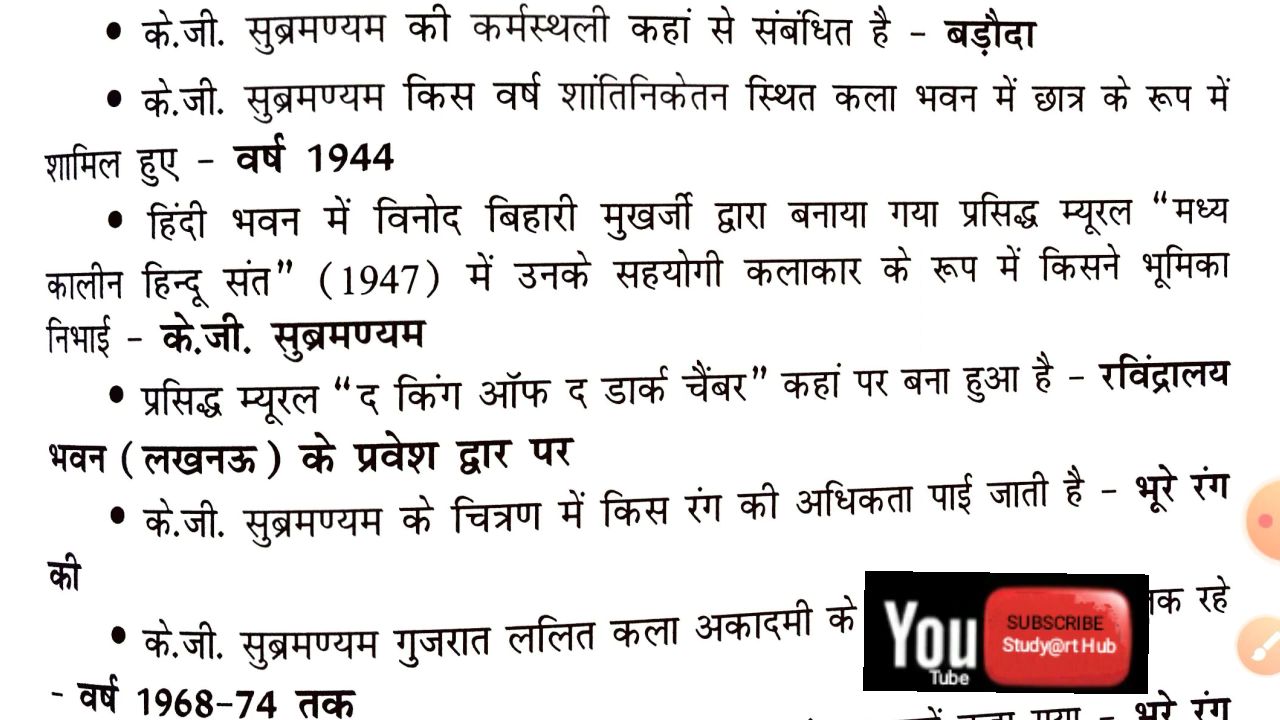 • के.जी. सुब्रमण्यम की कर्मस्थली कहां से संबंधित है - बड़ौदा
• के.जी. सुब्रमण्यम किस वर्ष शांतिनिकेतन स्थित कला भवन में छात्र के रूप में
शामिल हुए - वर्ष 1944
• हिंदी भवन में विनोद बिहारी मुखर्जी द्वारा बनाया गया प्रसिद्ध म्यूरल “मध्य
कालीन हिन्दू संत” (1947) में उनके सहयोगी कलाकार के रूप में किसने भूमिका
निभाई - के.जी. सुब्रमण्यम
• प्रसिद्ध म्यूरल “द किंग ऑफ द डार्क चैंबर” कहां पर बना हुआ है - रविंद्रालय
भवन (लखनऊ) के प्रवेश द्वार पर
• के.जी. सुब्रमण्यम के चित्रण में किस रंग की अधिकता पाई जाती है - भूरे रंग
की
• के.जी. सुब्रमण्यम गुजरात ललित कला अकादमी के रहे
- वर्ष 1968-74 तक
भूरे रंग
You Tube
SUBSCRIBE
Study@rt Hub